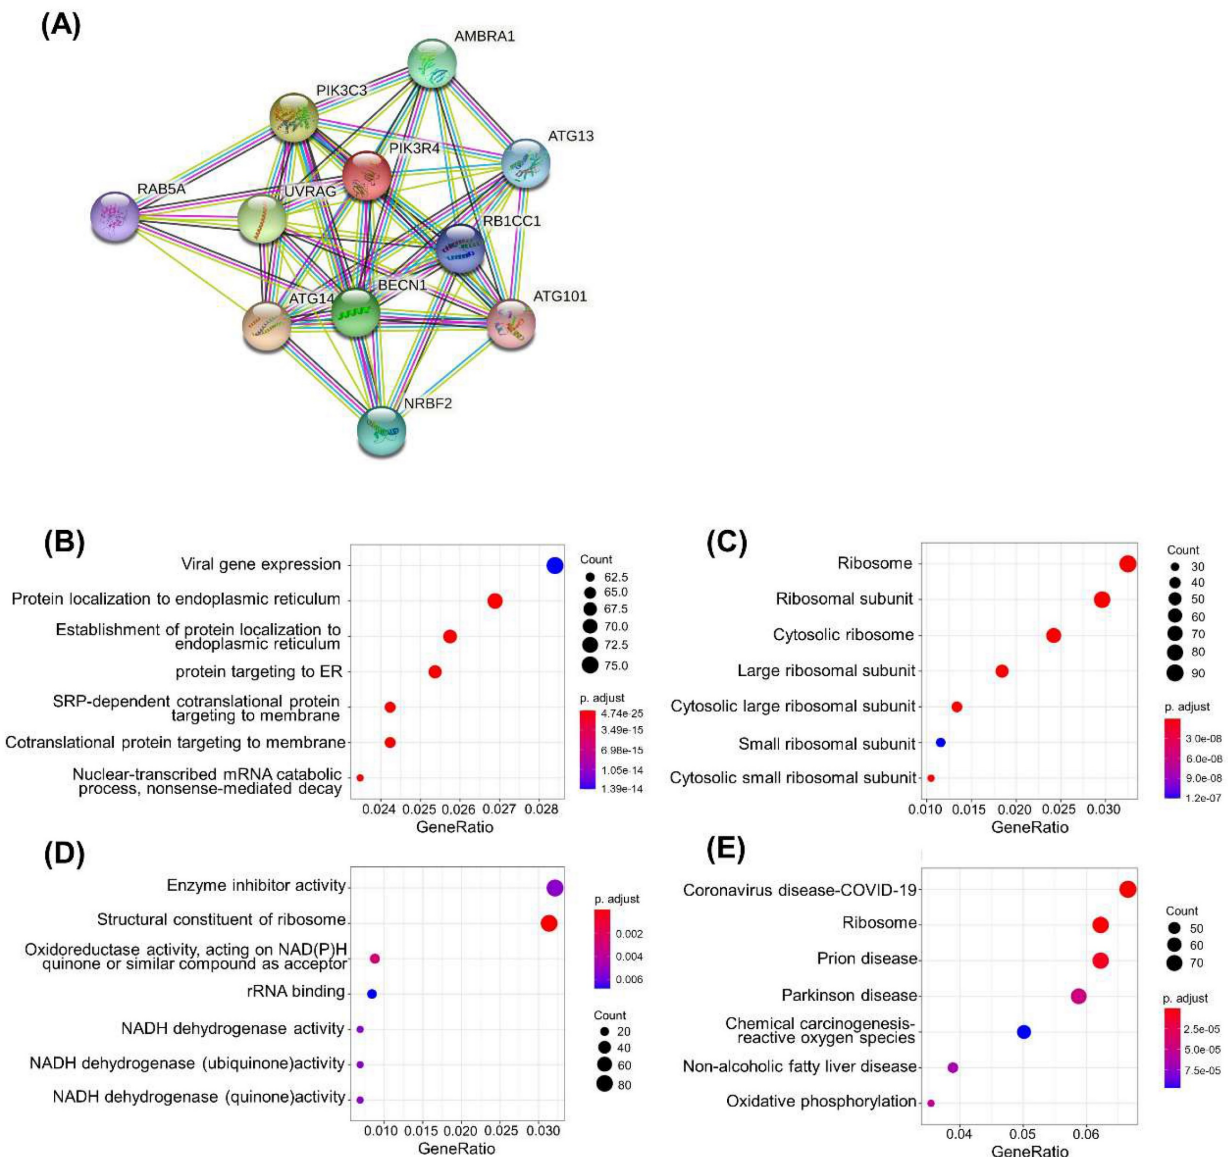 (A)
AMBRA1
PIK3C3
ATG13
PIK3R4
RAB5A
UVRAG
RB1CC1
ATG14
BECN1
ATG101
NRBF2
(B)
Viral gene expression
Protein localization to endoplasmic reticulum
Establishment of protein localization to
endoplasmic reticulum
protein targeting to ER
SRP-dependent cotranslational protein
targeting to membrane
Cotranslational protein targeting to membrane
Nuclear-transcribed mRNA catabolic
process, nonsense-mediated decay
0.024 0.025 0.026 0.027 0.028
GeneRatio
Count
62.5
65.0
67.5
70.0
72.5
75.0
p. adjust
4.74e-25
3.49e-15
6.98e-15
1.05e-14
1.39e-14
(C)
Ribosome
Ribosomal subunit
Cytosolic ribosome
Large ribosomal subunit
Cytosolic large ribosomal subunit
Small ribosomal subunit
Cytosolic small ribosomal subunit
0.010 0.015 0.020 0.025 0.030
GeneRatio
Count
30
40
50
60
70
80
90
p. adjust
3.0e-08
6.0e-08
9.0e-08
1.2e-07
(D)
Enzyme inhibitor activity
Structural constituent of ribosome
Oxidoreductase activity, acting on NAD(P)H
quinone or similar compound as acceptor
rRNA binding
NADH dehydrogenase activity
NADH dehydrogenase (ubiquinone)activity
NADH dehydrogenase (quinone)activity
0.010 0.015 0.020 0.025 0.030
GeneRatio
p. adjust
0.002
0.004
0.006
Count
20
40
60
80
(E)
Coronavirus disease-COVID-19
Ribosome
Prion disease
Parkinson disease
Chemical carcinogenesis-
reactive oxygen species
Non-alcoholic fatty liver disease
Oxidative phosphorylation
0.04 0.05 0.06
GeneRatio
Count
50
60
70
p. adjust
2.5e-05
5.0e-05
7.5e-05